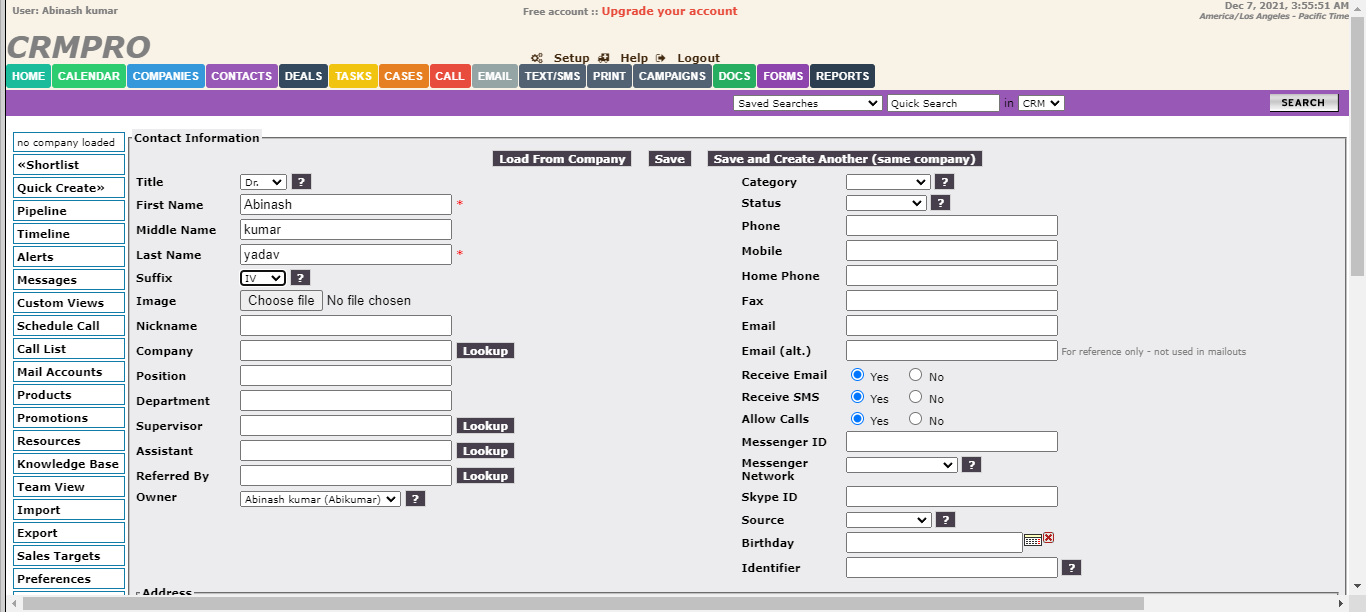 User: Abinash kumar
Free account :: Upgrade your account
Dec 7, 2021, 3:55:51 AM
America/Los Angeles - Pacific Time
CRMPRO
Setup Help Logout
HOME CALENDAR COMPANIES CONTACTS DEALS TASKS CASES CALL EMAIL TEXT/SMS PRINT CAMPAIGNS DOCS FORMS REPORTS
Saved Searches Quick Search in CRM SEARCH
no company loaded
«Shortlist
Quick Create»
Pipeline
Timeline
Alerts
Messages
Custom Views
Schedule Call
Call List
Mail Accounts
Products
Promotions
Resources
Knowledge Base
Team View
Import
Export
Sales Targets
Preferences
Contact Information
Load From Company Save Save and Create Another (same company)
Title Dr. ?
First Name Abinash *
Middle Name kumar
Last Name yadav *
Suffix IV ?
Image Choose file No file chosen
Nickname
Company Lookup
Position
Department
Supervisor Lookup
Assistant Lookup
Referred By Lookup
Owner Abinash kumar (Abikumar) ?
Category ?
Status ?
Phone
Mobile
Home Phone
Fax
Email
Email (alt.) For reference only - not used in mailouts
Receive Email Yes No
Receive SMS Yes No
Allow Calls Yes No
Messenger ID
Messenger
Network ?
Skype ID
Source ?
Birthday
Identifier ?
Address